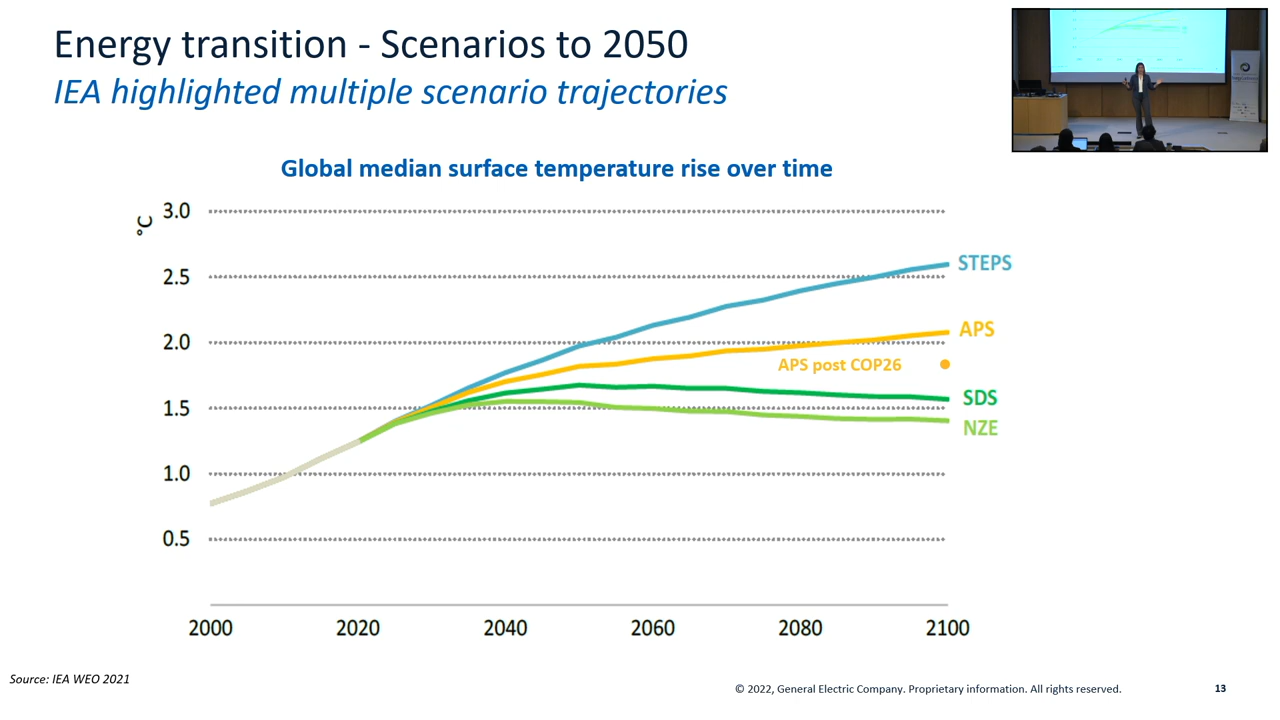 Energy transition - Scenarios to 2050
IEA highlighted multiple scenario trajectories
Global median surface temperature rise over time
°C
3.0
2.5
2.0
1.5
1.0
0.5
STEPS
APS
APS post COP26
SDS
NZE
2000 2020 2040 2060 2080 2100
Source: IEA WEO 2021
© 2022, General Electric Company. Proprietary information. All rights reserved.
13